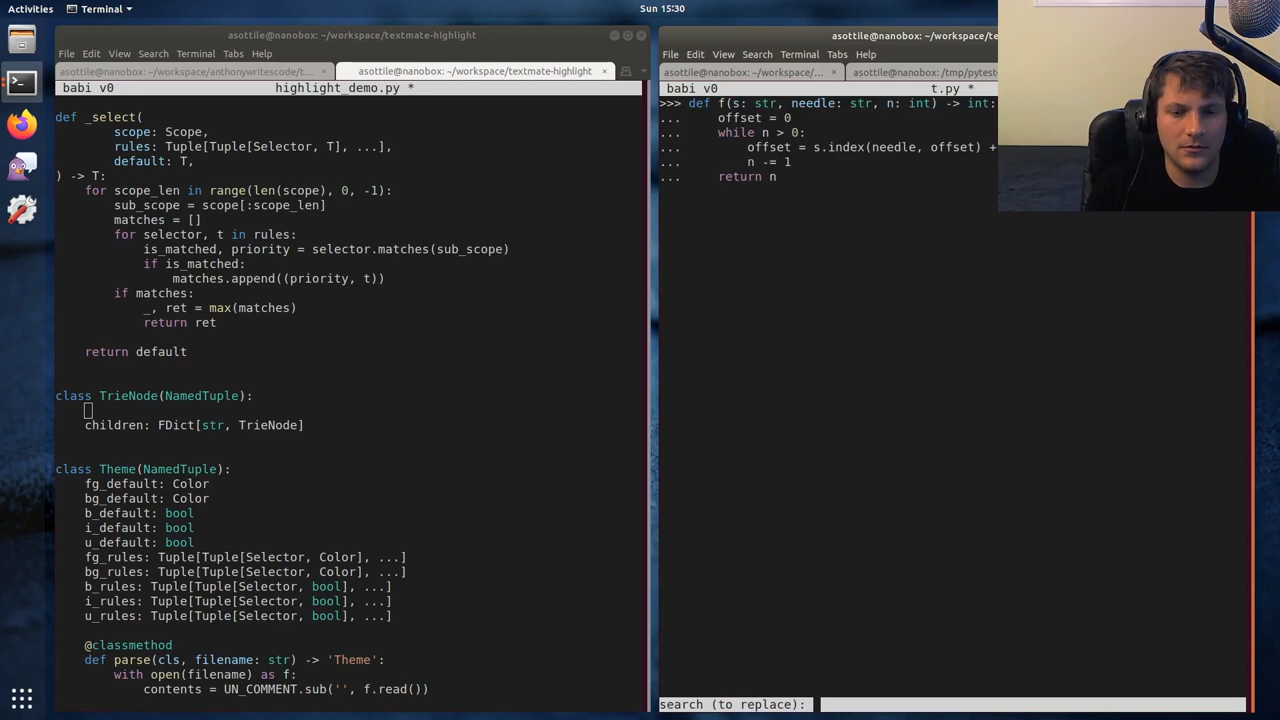 Activities
Terminal
Sun 15:30
asottile@nanobox: ~/workspace/textmate-highlight
File Edit View Search Terminal Tabs Help
asottile@nanobox: ~/workspace/anthonywritescode/t...
asottile@nanobox: ~/workspace/textmate-highlight
babi v0 highlight_demo.py *
def _select(
scope: Scope,
rules: Tuple[Tuple[Selector, T], ...],
default: T,
) -> T:
for scope_len in range(len(scope), 0, -1):
sub_scope = scope[:scope_len]
matches = []
for selector, t in rules:
is_matched, priority = selector.matches(sub_scope)
if is_matched:
matches.append((priority, t))
if matches:
_, ret = max(matches)
return ret
return default
class TrieNode(NamedTuple):
children: FDict[str, TrieNode]
class Theme(NamedTuple):
fg_default: Color
bg_default: Color
b_default: bool
i_default: bool
u_default: bool
fg_rules: Tuple[Tuple[Selector, Color], ...]
bg_rules: Tuple[Tuple[Selector, Color], ...]
b_rules: Tuple[Tuple[Selector, bool], ...]
i_rules: Tuple[Tuple[Selector, bool], ...]
u_rules: Tuple[Tuple[Selector, bool], ...]
@classmethod
def parse(cls, filename: str) -> 'Theme':
with open(filename) as f:
contents = UN_COMMENT.sub('', f.read())
asottile@nanobox: ~/workspace/textmate-
File Edit View Search Terminal Tabs Help
asottile@nanobox: ~/workspace/...
asottile@nanobox: /tmp/pytest-
babi v0 t.py *
>>> def f(s: str, needle: str, n: int) -> int:
... offset = 0
... while n > 0:
... offset = s.index(needle, offset) +
... n -= 1
... return n
search (to replace):